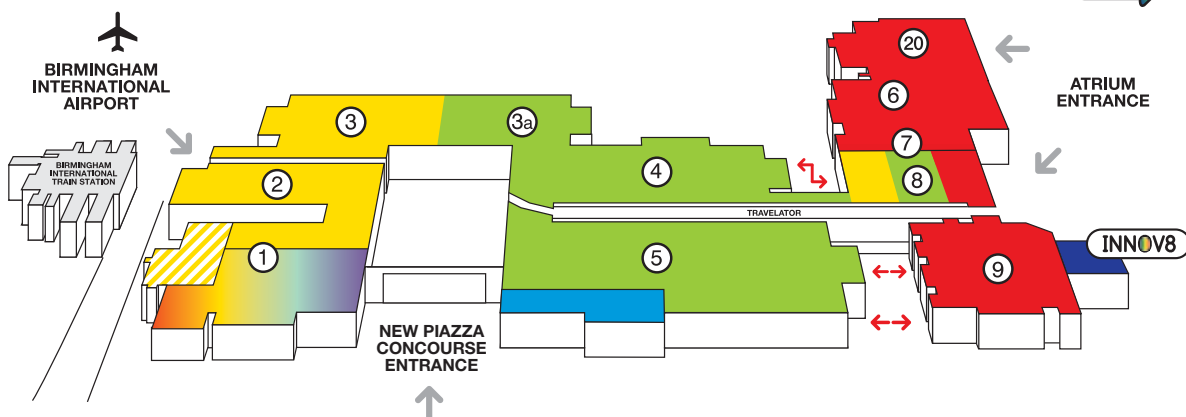 BIRMINGHAM
INTERNATIONAL
AIRPORT
BIRMINGHAM
INTERNATIONAL
TRAIN STATION
3
3a
2
1
4
5
20
6
7
8
9
ATRIUM
ENTRANCE
TRAVELATOR
INNOV8
NEW PIAZZA
CONCOURSE
ENTRANCE